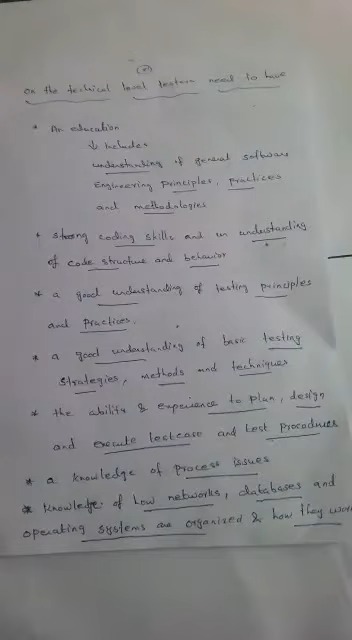 On the technical level testers need to have
* An education
↓ Includes
understanding of general software
Engineering principles, practices
and methodologies
* strong coding skills and an understanding
of code structure and behavior
* a good understanding of testing principles
and practices.
* a good understanding of basic testing
strategies, methods and techniques
* the ability & experience to plan, design
and execute testcase and test procedures
* a knowledge of process issues
* knowledge of how networks, databases and
operating systems are organised & how they work